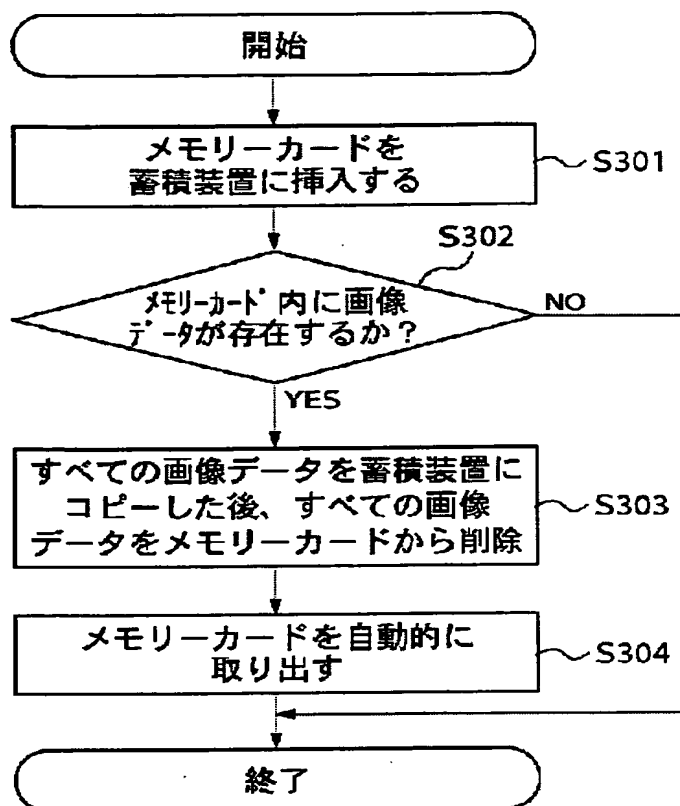 開始
メモリーカードを
蓄積装置に挿入する
S301
S302
メモリーカード内に画像
データが存在するか?
NO
YES
すべての画像データを蓄積装置に
コピーした後、すべての画像
データをメモリーカードから削除
S303
メモリーカードを自動的に
取り出す
S304
終了